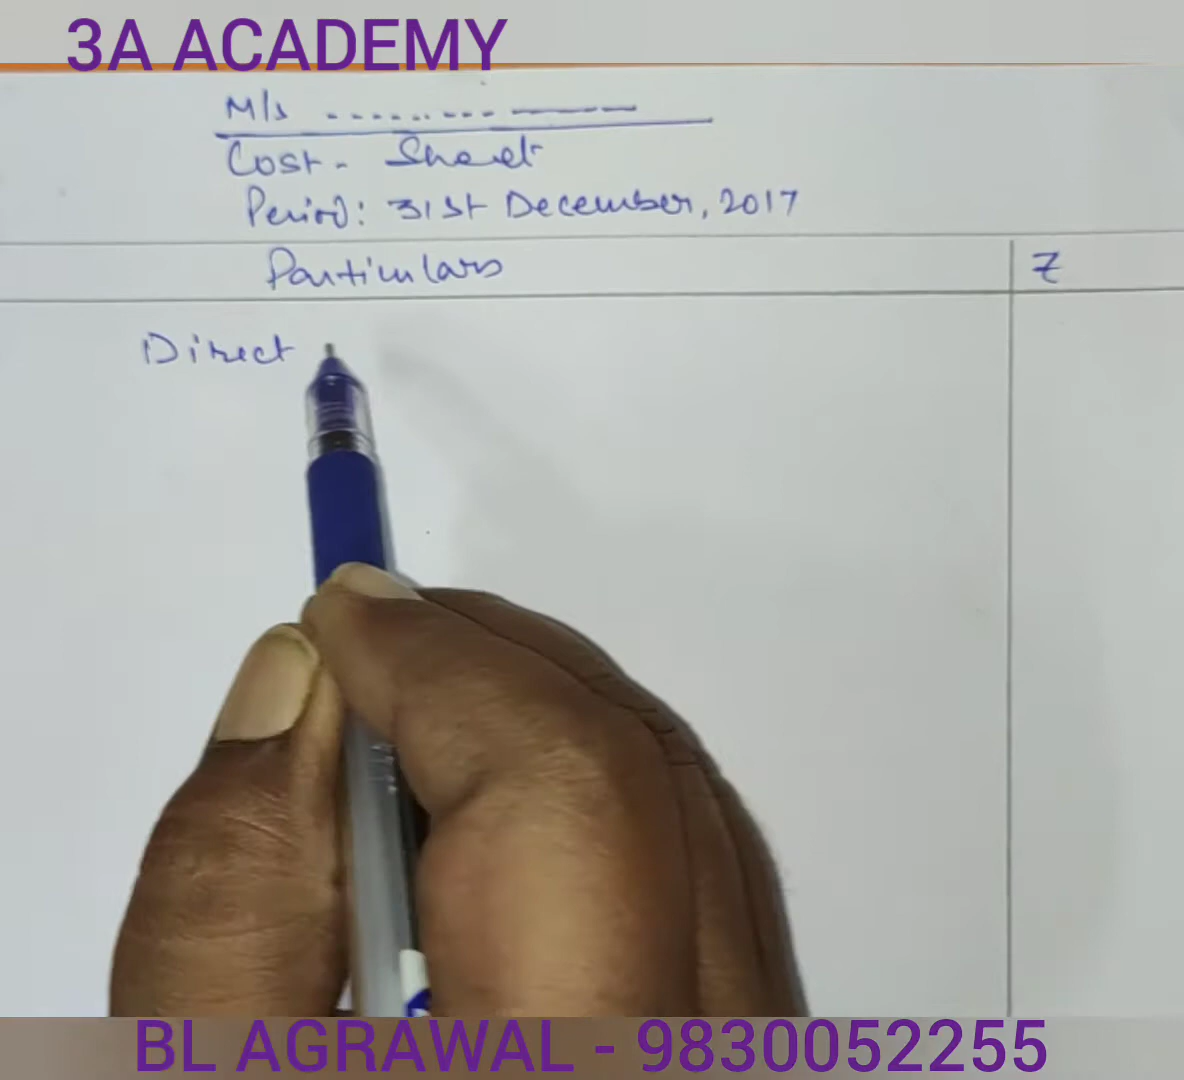 3A ACADEMY
M/s ...........-----
Cost- Sheet
Period: 31st December, 2017
Particulars ₹
Direct
BL AGRAWAL - 9830052255